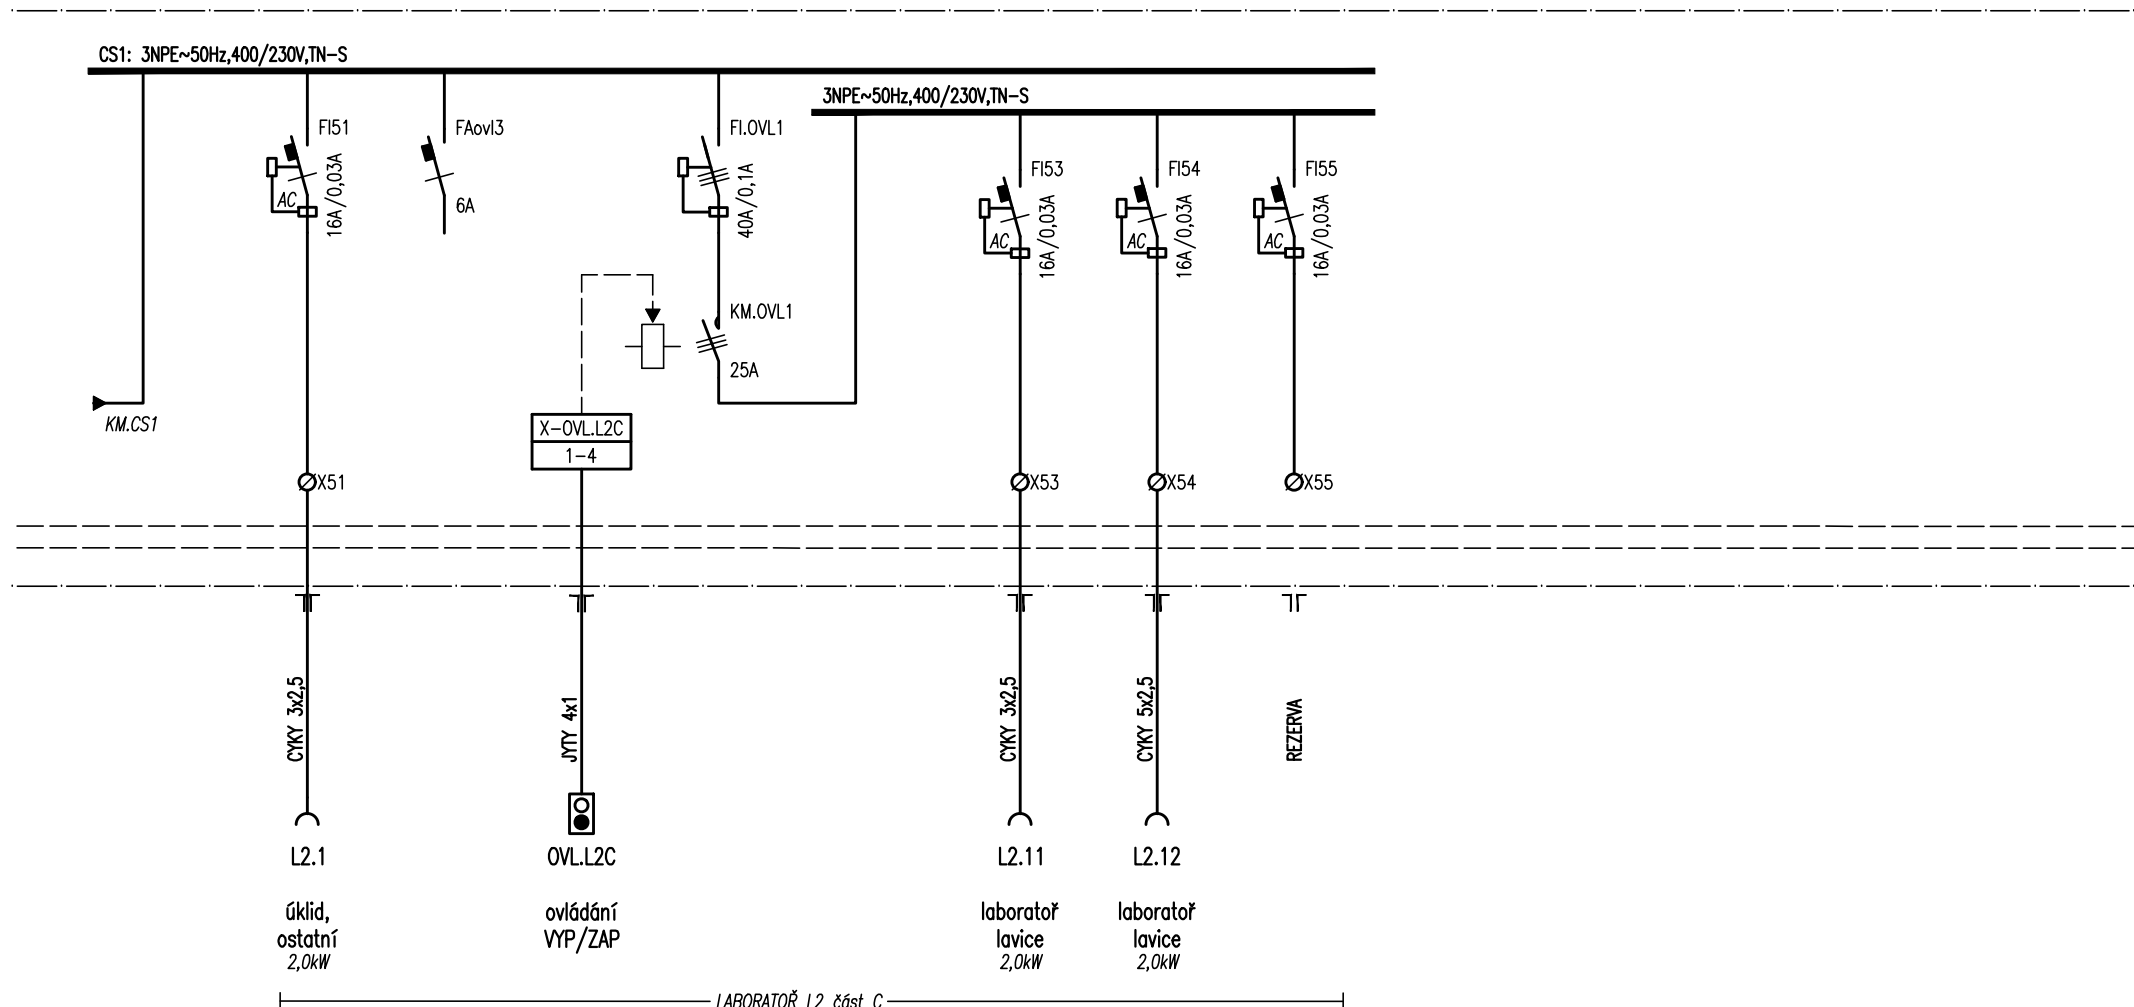 CS1: 3NPE~50Hz,400/230V,TN-S
3NPE~50Hz,400/230V,TN-S
FI51
AC
16A/0,03A
FAovl3
6A
FI.OVL1
40A/0,1A
FI53
AC
16A/0,03A
FI54
AC
16A/0,03A
FI55
AC
16A/0,03A
KM.OVL1
25A
KM.CS1
X-OVL.L2C
1-4
X51
X53
X54
X55
CYKY 3x2,5
JYTY 4x1
CYKY 3x2,5
CYKY 5x2,5
REZERVA
L2.1
úklid,
ostatní
2,0kW
OVL.L2C
ovládání
VYP/ZAP
L2.11
laboratoř
lavice
2,0kW
L2.12
laboratoř
lavice
2,0kW
LABORATOŘ L2 část C